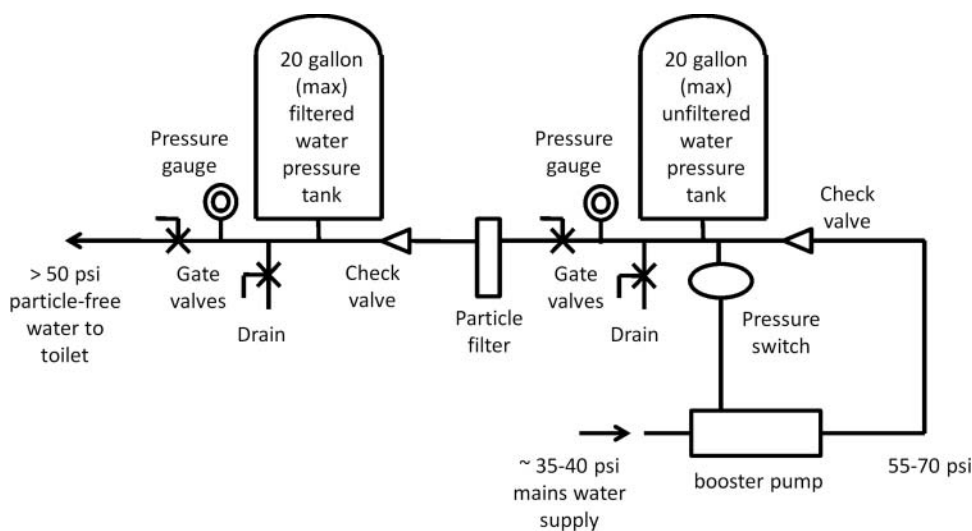 20 gallon
(max)
filtered
water
pressure
tank
20 gallon
(max)
unfiltered
water
pressure
tank
Pressure
gauge
Pressure
gauge
Check
valve
> 50 psi
particle-free
water to
toilet
Gate
valves
Drain
Check
valve
Particle
filter
Gate
valves
Drain
Pressure
switch
~ 35-40 psi
mains water
supply
booster pump
55-70 psi